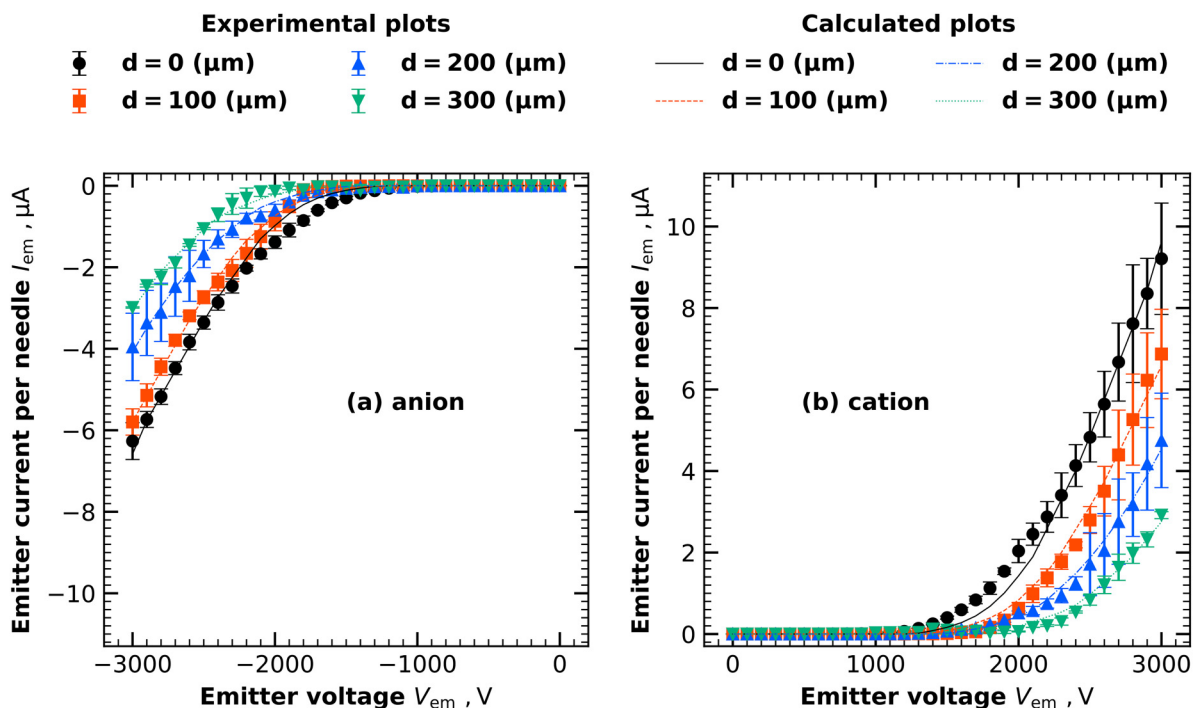 Experimental plots
d = 0 (μm)
d = 200 (μm)
d = 100 (μm)
d = 300 (μm)
Calculated plots
d = 0 (μm)
d = 200 (μm)
d = 100 (μm)
d = 300 (μm)
Emitter current per needle Iem , μA
0
−2
−4
−6
−8
−10
(a) anion
−3000
−2000
−1000
0
Emitter voltage Vem , V
Emitter current per needle Iem , μA
10
8
6
4
2
0
(b) cation
0
1000
2000
3000
Emitter voltage Vem , V